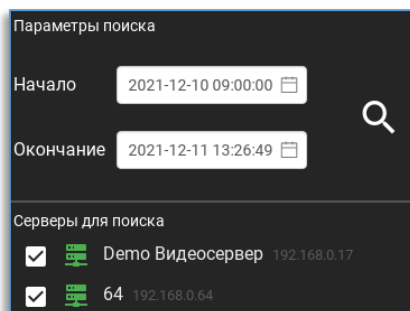 Параметры поиска
Начало 2021-12-10 09:00:00
Окончание 2021-12-11 13:26:49
Серверы для поиска
Demo Видеосервер 192.168.0.17
64 192.168.0.64